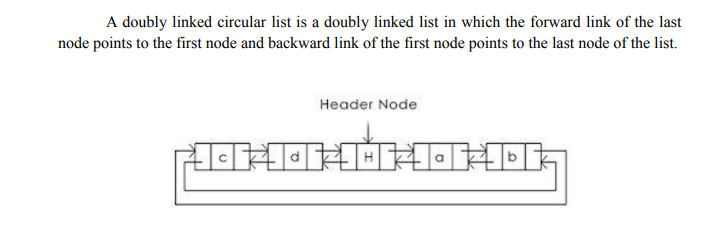 A doubly linked circular list is a doubly linked list in which the forward link of the last
node points to the first node and backward link of the first node points to the last node of the list.
Header Node
c d H a b